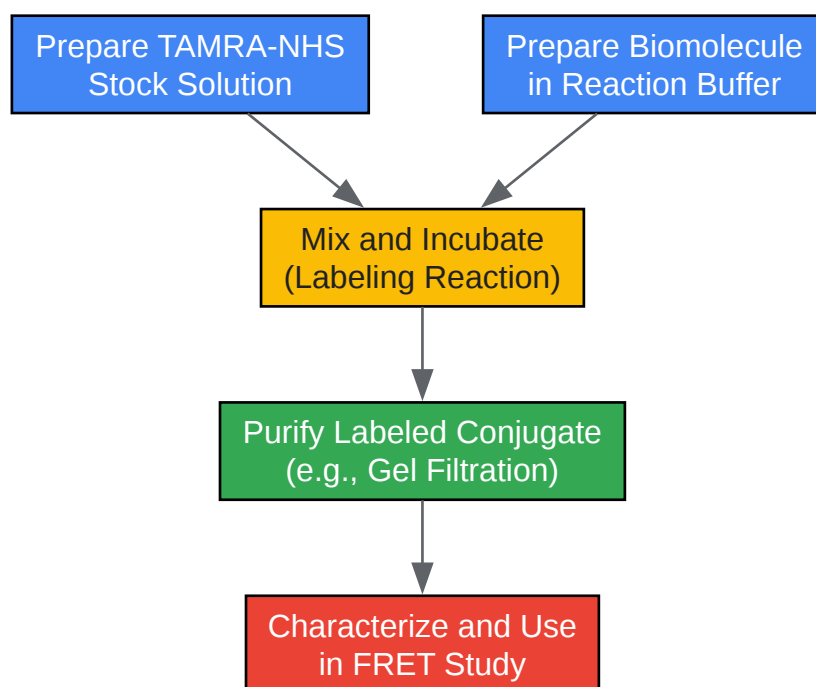 Prepare TAMRA-NHS
Stock Solution
Prepare Biomolecule
in Reaction Buffer
Mix and Incubate
(Labeling Reaction)
Purify Labeled Conjugate
(e.g., Gel Filtration)
Characterize and Use
in FRET Study